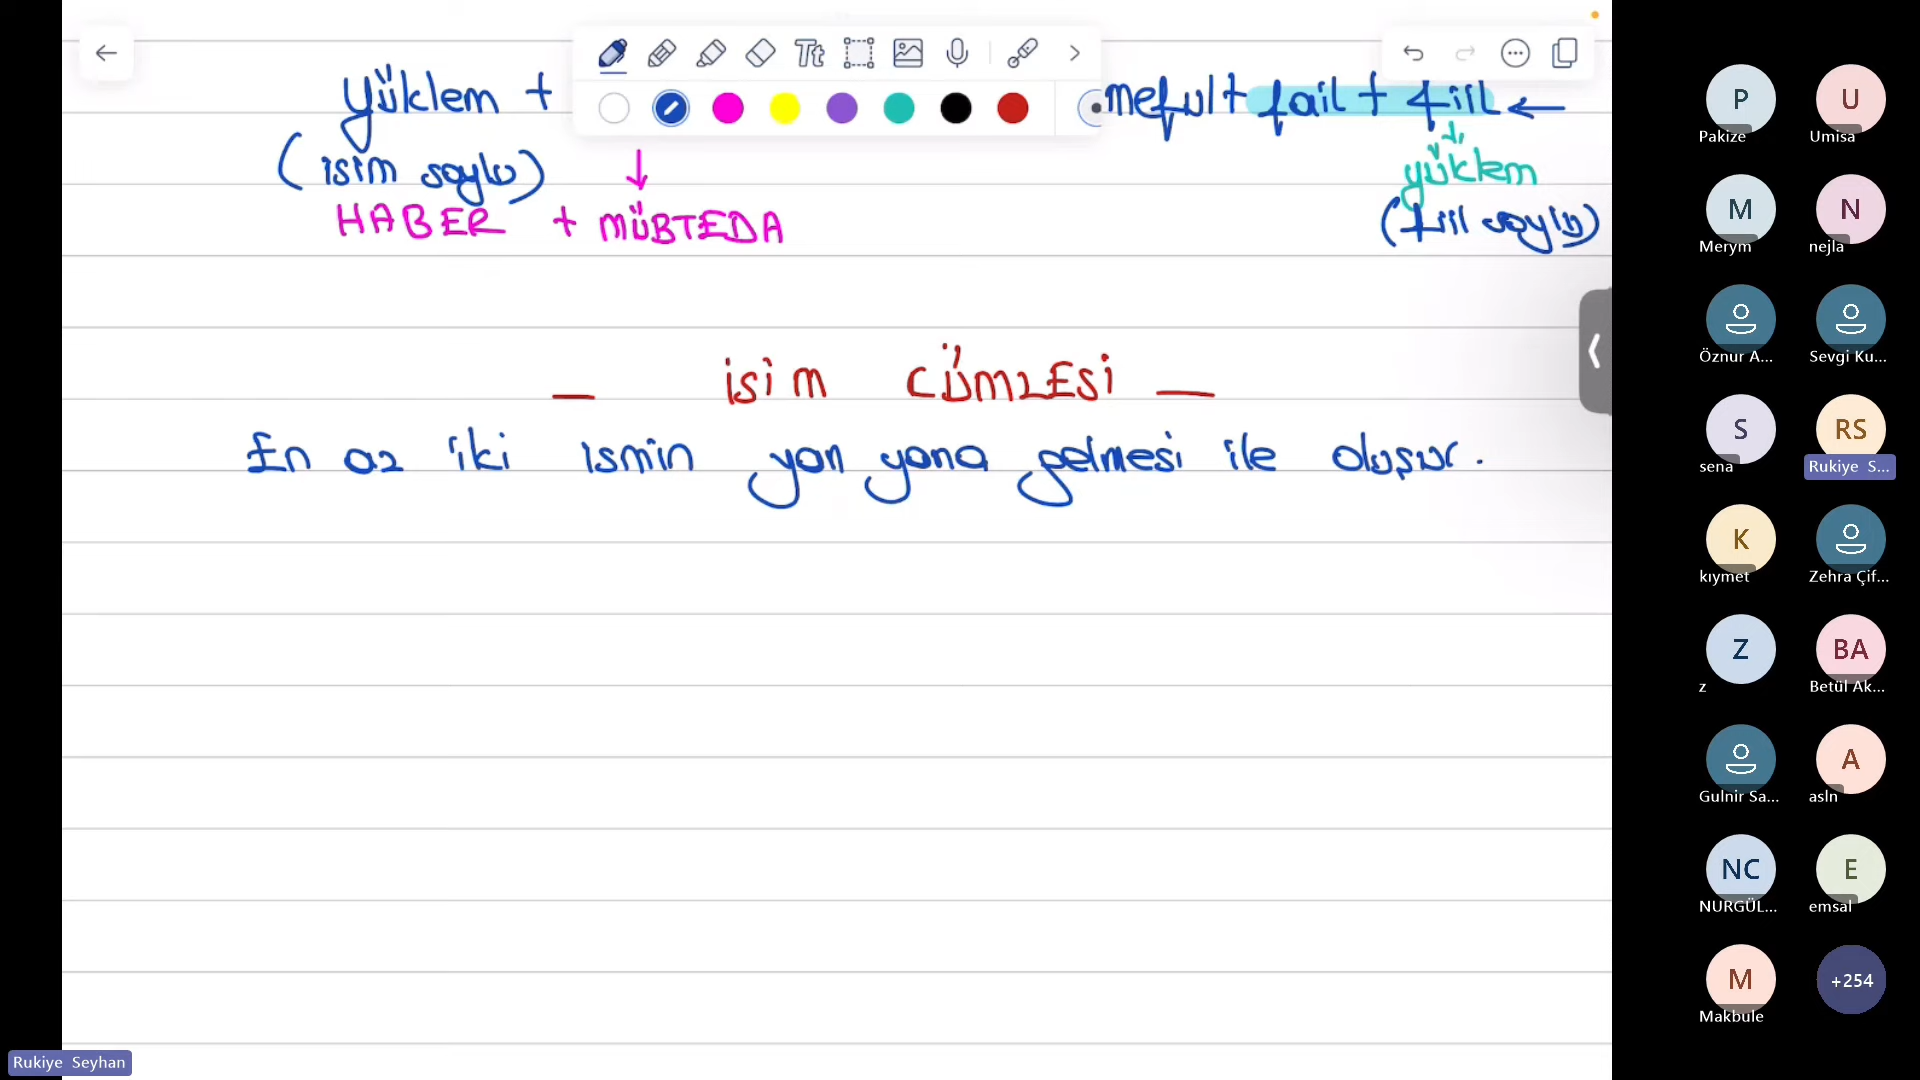 yüklem + mef'ul + fail + fiil ←
(isim soylu) ↓ yüklem
HABER + MÜBTEDA (fiil soylu)
— İSİM CÜMLESİ —
En az iki ismin yan yana gelmesi ile oluşur.
Tt
P U
Pakize Umisa
M N
Merym nejla
Öznur A... Sevgi Ku...
S RS
sena Rukiye S...
K
kıymet Zehra Çif...
Z BA
z Betül Ak...
A
Gulnir Sa... asln
NC E
NURGÜL... emsal
M +254
Makbule
Rukiye Seyhan